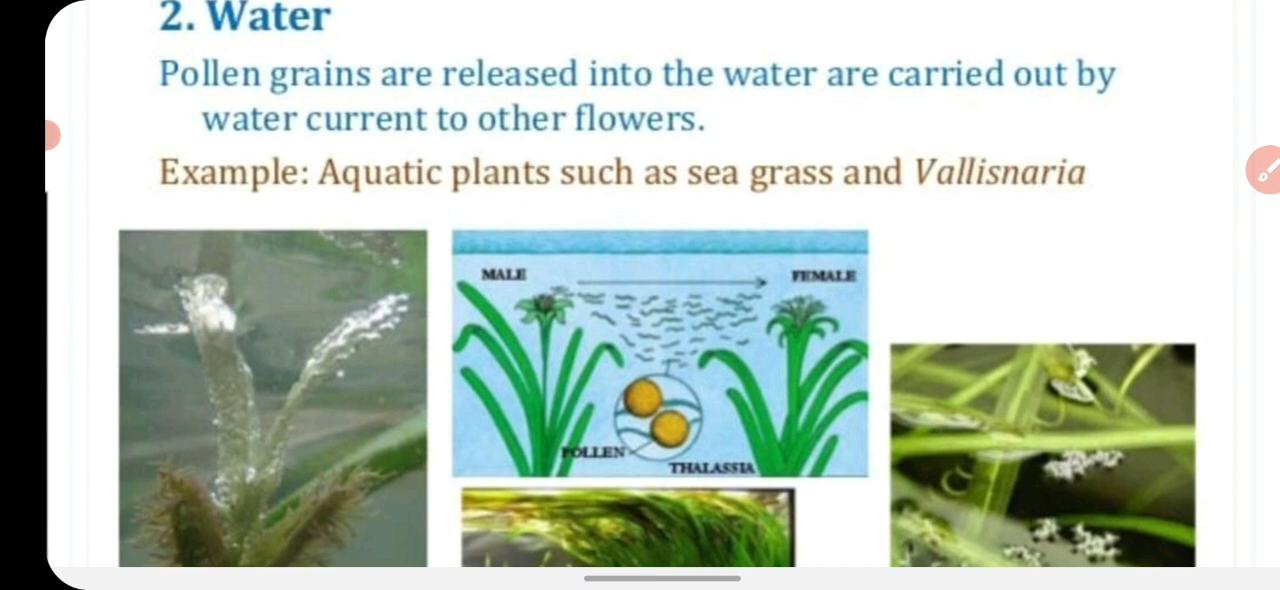 2. Water
Pollen grains are released into the water are carried out by
water current to other flowers.
Example: Aquatic plants such as sea grass and Vallisnaria
MALE
FEMALE
POLLEN
THALASSIA